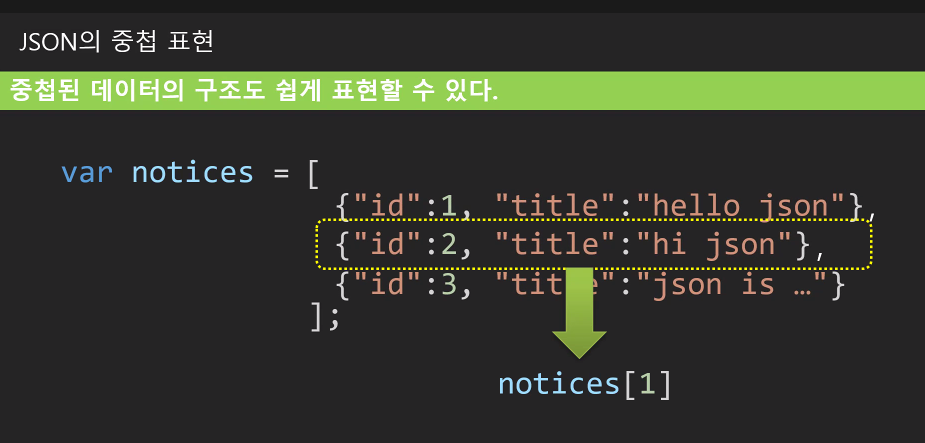 JSON의 중첩 표현
중첩된 데이터의 구조도 쉽게 표현할 수 있다.
var notices = [
{"id":1, "title":"hello json"},
{"id":2, "title":"hi json"},
{"id":3, "title":"json is …"}
];
notices[1]